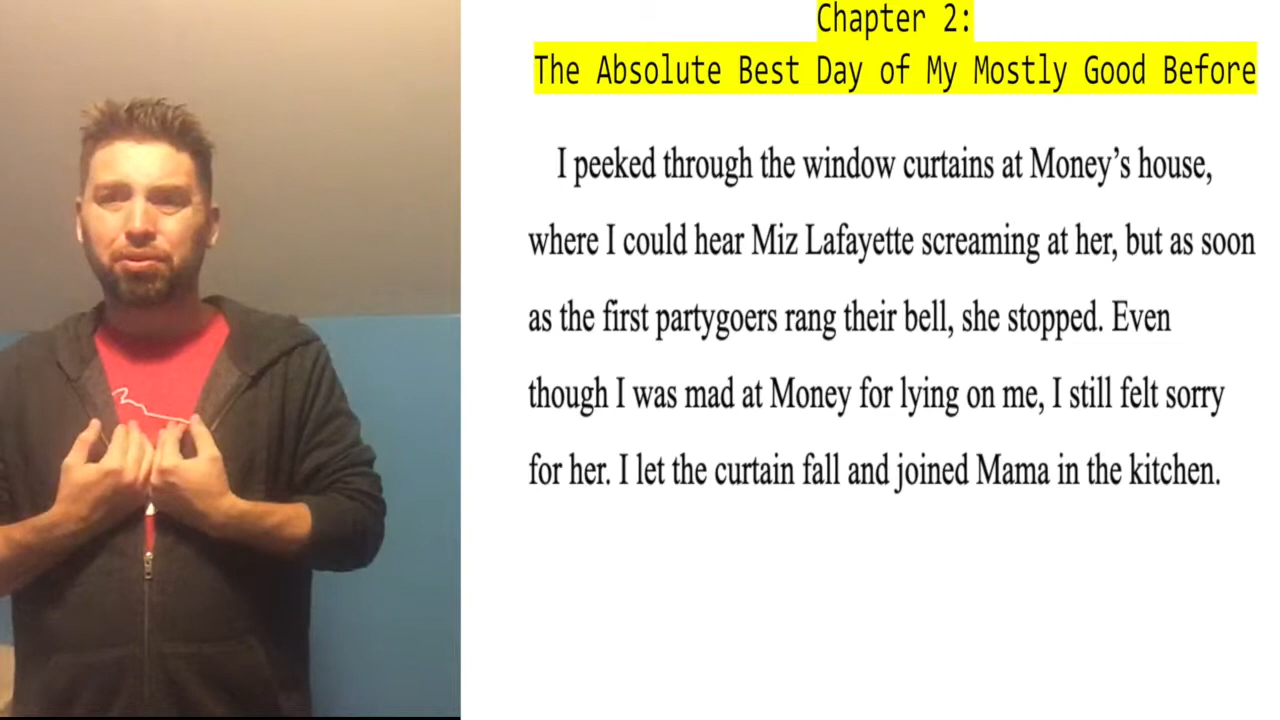 Chapter 2:
The Absolute Best Day of My Mostly Good Before
I peeked through the window curtains at Money’s house,
where I could hear Miz Lafayette screaming at her, but as soon
as the first partygoers rang their bell, she stopped. Even
though I was mad at Money for lying on me, I still felt sorry
for her. I let the curtain fall and joined Mama in the kitchen.